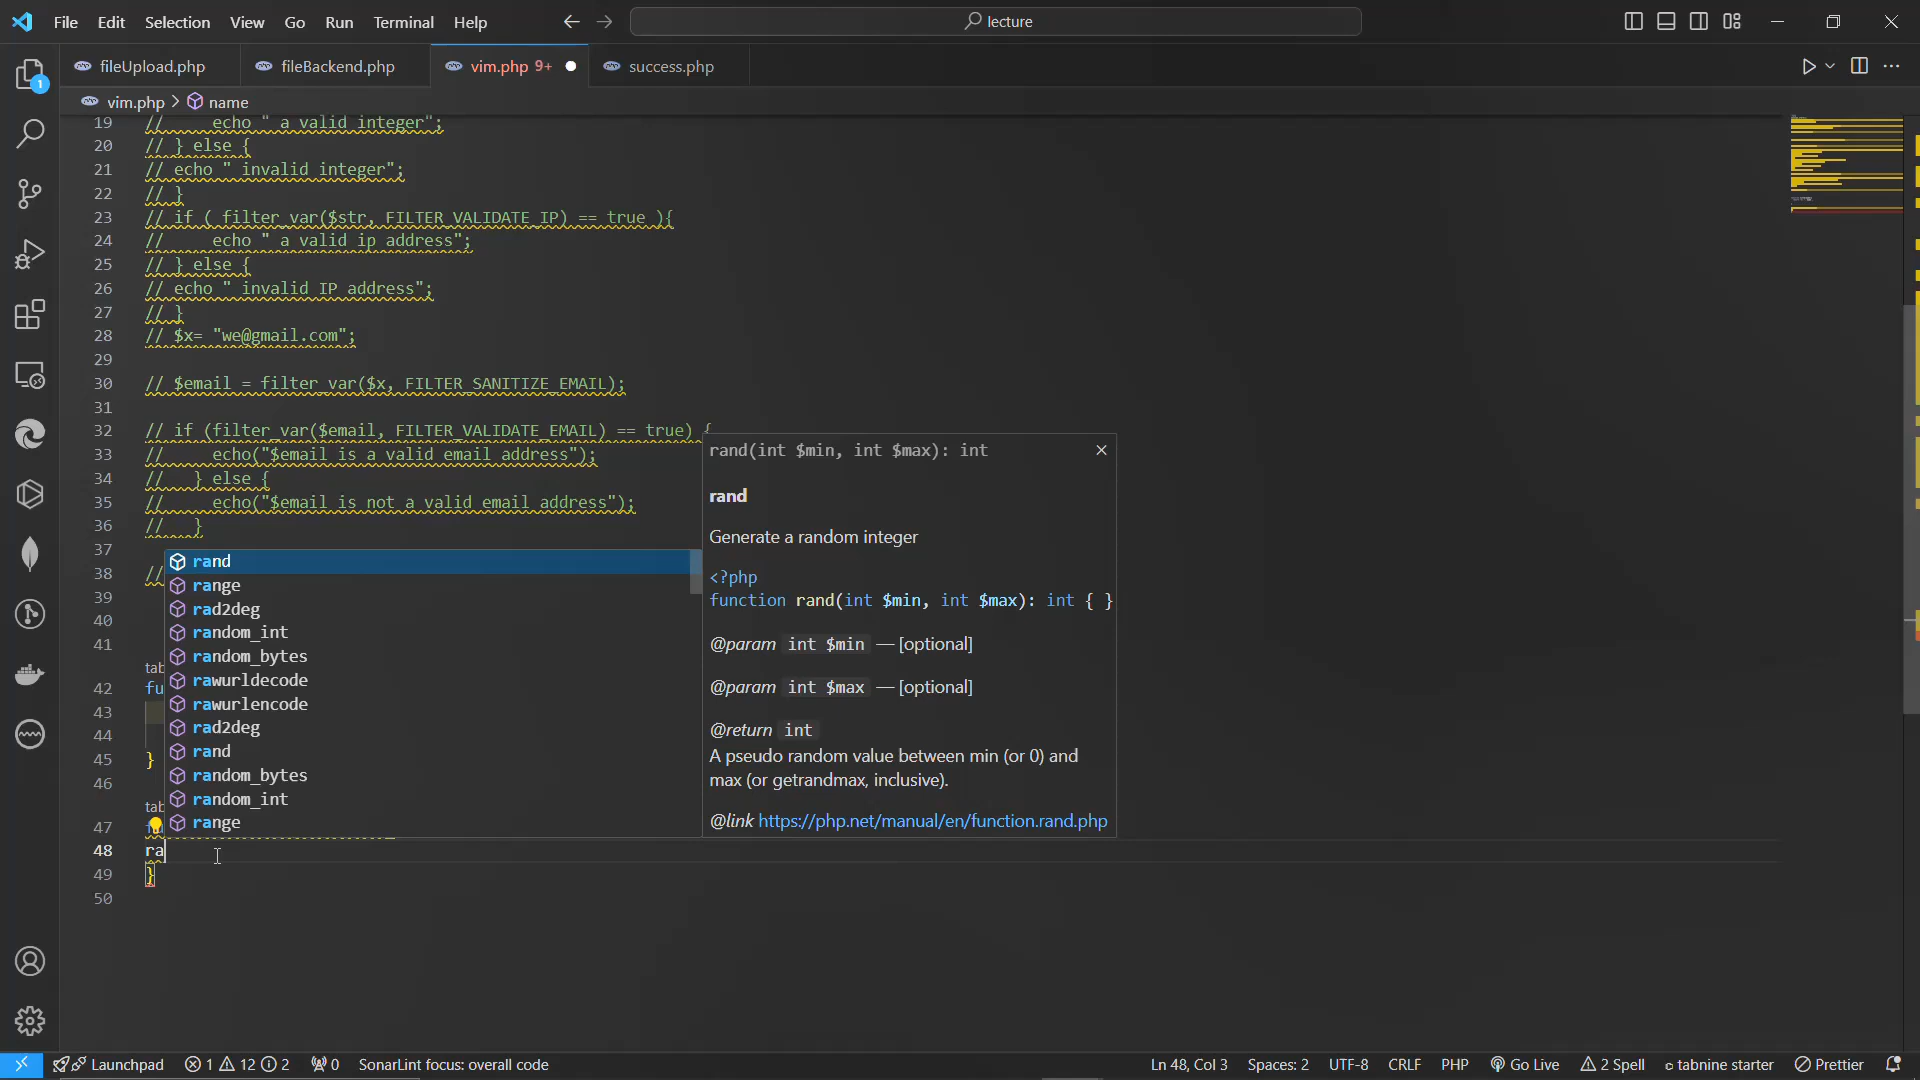 File Edit Selection View Go Run Terminal Help
lecture
fileUpload.php fileBackend.php vim.php 9+ success.php
vim.php > name
19 // echo " a valid integer";
20 // } else {
21 // echo " invalid integer";
22 // }
23 // if ( filter_var($str, FILTER_VALIDATE_IP) == true ){
24 // echo " a valid ip address";
25 // } else {
26 // echo " invalid IP address";
27 // }
28 // $x= "we@gmail.com";
29
30 // $email = filter_var($x, FILTER_SANITIZE_EMAIL);
31
32 // if (filter_var($email, FILTER_VALIDATE_EMAIL) == true) {
33 // echo("$email is a valid email address");
34 // } else {
35 // echo("$email is not a valid email address");
36 // }
37
38 //
39
40
41
tab
42 fu
43
44
45 }
46
tab
47
48 ra
49 }
50
rand
range
rad2deg
random_int
random_bytes
rawurldecode
rawurlencode
rad2deg
rand
random_bytes
random_int
range
rand(int $min, int $max): int
rand
Generate a random integer
<?php
function rand(int $min, int $max): int { }
@param int $min — [optional]
@param int $max — [optional]
@return int
A pseudo random value between min (or 0) and
max (or getrandmax, inclusive).
@link https://php.net/manual/en/function.rand.php
1
Launchpad 1 12 2 0 SonarLint focus: overall code Ln 48, Col 3 Spaces: 2 UTF-8 CRLF PHP Go Live 2 Spell tabnine starter Prettier